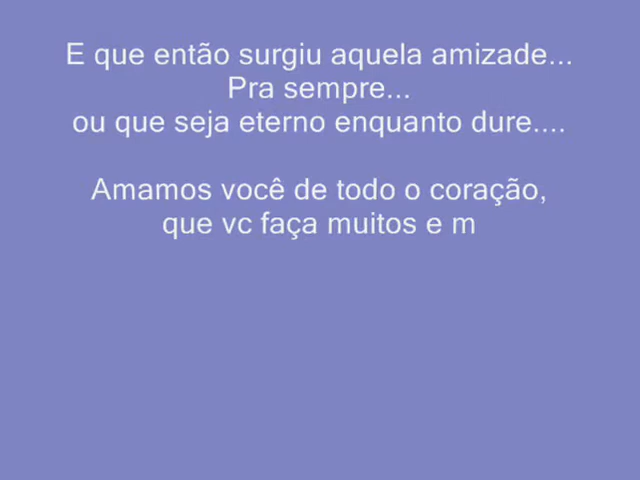 E que então surgiu aquela amizade...
Pra sempre...
ou que seja eterno enquanto dure....
Amamos você de todo o coração,
que vc faça muitos e m